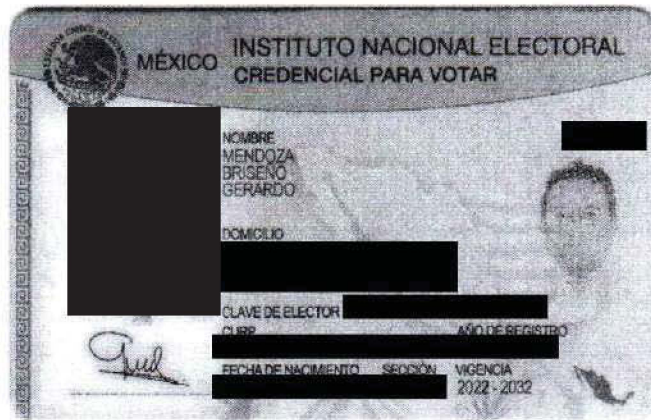 MÉXICO
INSTITUTO NACIONAL ELECTORAL
CREDENCIAL PARA VOTAR
NOMBRE
MENDOZA
BRISEÑO
GERARDO
DOMICILIO
CLAVE DE ELECTOR
CURP
AÑO DE REGISTRO
FECHA DE NACIMIENTO
SECCIÓN
VIGENCIA
2022 - 2032